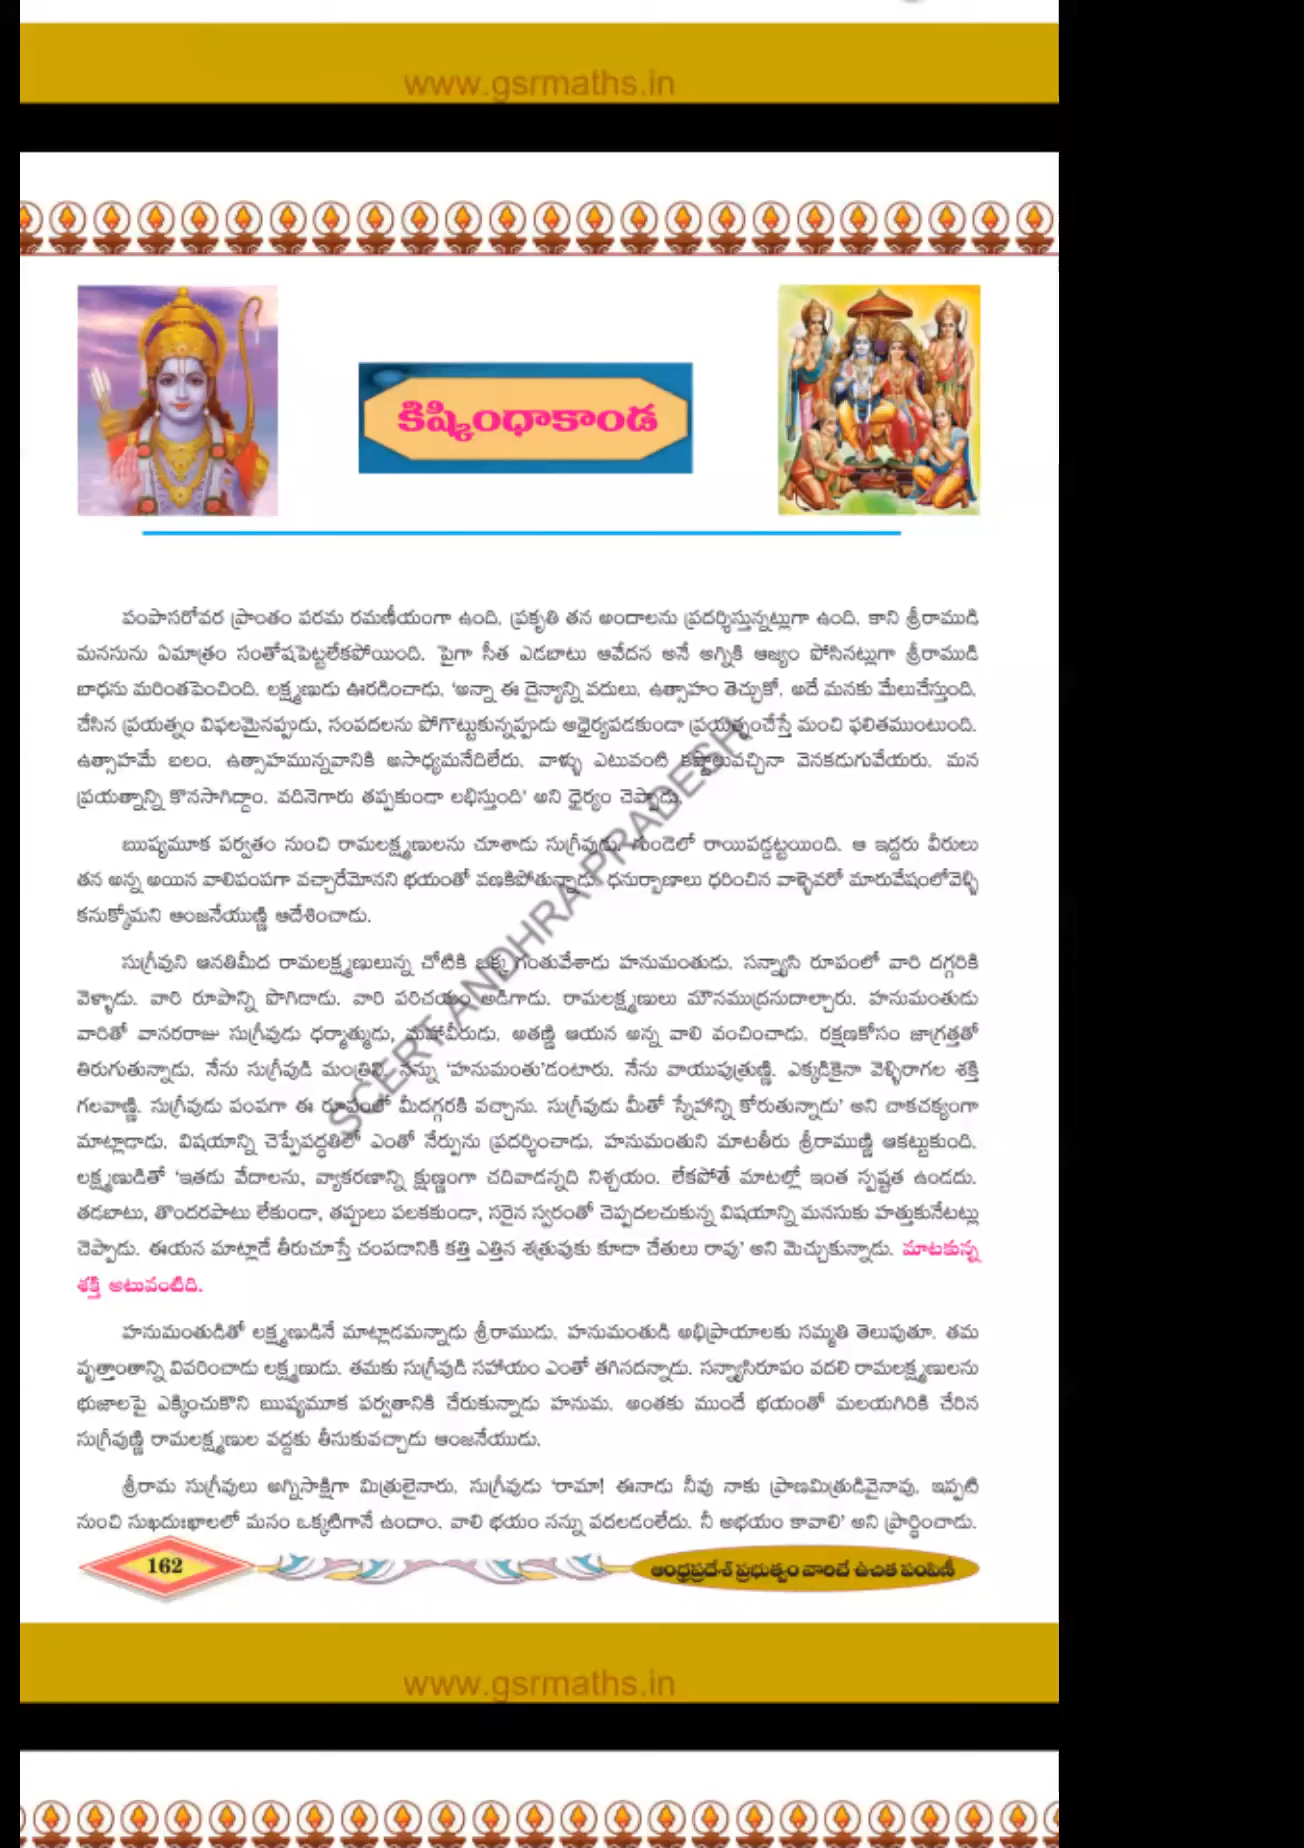 www.gsrmaths.in
కిష్కింధాకాండ
పంపాసరోవర ప్రాంతం పరమ రమణీయంగా ఉంది. ప్రకృతి తన అందాలను ప్రదర్శిస్తున్నట్లుగా ఉంది. కాని శ్రీరాముడి
మనసును ఏమాత్రం సంతోషపెట్టలేకపోయింది. పైగా సీత ఎడబాటు ఆవేదన అనే అగ్నికి ఆజ్యం పోసినట్లుగా శ్రీరాముడి
బాధను మరింతపెంచింది. లక్ష్మణుడు ఊరడించాడు. ‘అన్నా ఈ దైన్యాన్ని వదులు. ఉత్సాహం తెచ్చుకో. అదే మనకు మేలుచేస్తుంది.
చేసిన ప్రయత్నం విఫలమైనప్పుడు, సంపదలను పోగొట్టుకున్నప్పుడు అధైర్యపడకుండా ప్రయత్నంచేస్తే మంచి ఫలితముంటుంది.
ఉత్సాహమే బలం. ఉత్సాహమున్నవానికి అసాధ్యమనేదిలేదు. వాళ్ళు ఎటువంటి కష్టాలువచ్చినా వెనకడుగువేయరు. మన
ప్రయత్నాన్ని కొనసాగిద్దాం. వదినెగారు తప్పకుండా లభిస్తుంది’ అని ధైర్యం చెప్పాడు.
ఋష్యమూక పర్వతం నుంచి రామలక్ష్మణులను చూశాడు సుగ్రీవుడు. గుండెలో రాయిపడ్డట్టయింది. ఆ ఇద్దరు వీరులు
తన అన్న అయిన వాలిపంపగా వచ్చారేమోనని భయంతో వణకిపోతున్నాడు. ధనుర్బాణాలు ధరించిన వాళ్ళెవరో మారువేషంలోవెళ్ళి
కనుక్కోమని ఆంజనేయుణ్ణి ఆదేశించాడు.
సుగ్రీవుని ఆనతిమీద రామలక్ష్మణులున్న చోటికి ఒక్క గంతువేశాడు హనుమంతుడు. సన్న్యాసి రూపంలో వారి దగ్గరికి
వెళ్ళాడు. వారి రూపాన్ని పొగిడాడు. వారి పరిచయం అడిగాడు. రామలక్ష్మణులు మౌనముద్రనుదాల్చారు. హనుమంతుడు
వారితో వానరరాజు సుగ్రీవుడు ధర్మాత్ముడు, మహావీరుడు. అతణ్ణి ఆయన అన్న వాలి వంచించాడు. రక్షణకోసం జాగ్రత్తతో
తిరుగుతున్నాడు. నేను సుగ్రీవుడి మంత్రిని. నన్ను ‘హనుమంతు’డంటారు. నేను వాయుపుత్రుణ్ణి. ఎక్కడికైనా వెళ్ళిరాగల శక్తి
గలవాణ్ణి. సుగ్రీవుడు పంపగా ఈ రూపంలో మీదగ్గరకి వచ్చాను. సుగ్రీవుడు మీతో స్నేహాన్ని కోరుతున్నాడు’ అని చాకచక్యంగా
మాట్లాడాడు. విషయాన్ని చెప్పేపద్ధతిలో ఎంతో నేర్పును ప్రదర్శించాడు. హనుమంతుని మాటతీరు శ్రీరాముణ్ణి ఆకట్టుకుంది.
లక్ష్మణుడితో ‘ఇతడు వేదాలను, వ్యాకరణాన్ని క్షుణ్ణంగా చదివాడన్నది నిశ్చయం. లేకపోతే మాటల్లో ఇంత స్పష్టత ఉండదు.
తడబాటు, తొందరపాటు లేకుండా, తప్పులు పలకకుండా, సరైన స్వరంతో చెప్పదలచుకున్న విషయాన్ని మనసుకు హత్తుకునేటట్లు
చెప్పాడు. ఈయన మాట్లాడే తీరుచూస్తే చంపడానికి కత్తి ఎత్తిన శత్రువుకు కూడా చేతులు రావు’ అని మెచ్చుకున్నాడు. మాటకున్న
శక్తి అటువంటిది.
హనుమంతుడితో లక్ష్మణుడినే మాట్లాడమన్నాడు శ్రీరాముడు. హనుమంతుడి అభిప్రాయాలకు సమ్మతి తెలుపుతూ. తమ
వృత్తాంతాన్ని వివరించాడు లక్ష్మణుడు. తమకు సుగ్రీవుడి సహాయం ఎంతో తగినదన్నాడు. సన్న్యాసిరూపం వదలి రామలక్ష్మణులను
భుజాలపై ఎక్కించుకొని ఋష్యమూక పర్వతానికి చేరుకున్నాడు హనుమ. అంతకు ముందే భయంతో మలయగిరికి చేరిన
సుగ్రీవుణ్ణి రామలక్ష్మణుల వద్దకు తీసుకువచ్చాడు ఆంజనేయుడు.
శ్రీరామ సుగ్రీవులు అగ్నిసాక్షిగా మిత్రులైనారు. సుగ్రీవుడు ‘రామా! ఈనాడు నీవు నాకు ప్రాణమిత్రుడివైనావు. ఇప్పటి
నుంచి సుఖదుఃఖాలలో మనం ఒక్కటిగానే ఉందాం. వాలి భయం నన్ను వదలడంలేదు. నీ అభయం కావాలి’ అని ప్రార్థించాడు.
SCERT ANDHRA PRADESH
162
ఆంధ్రప్రదేశ్ ప్రభుత్వం వారిచే ఉచిత పంపిణీ
www.gsrmaths.in